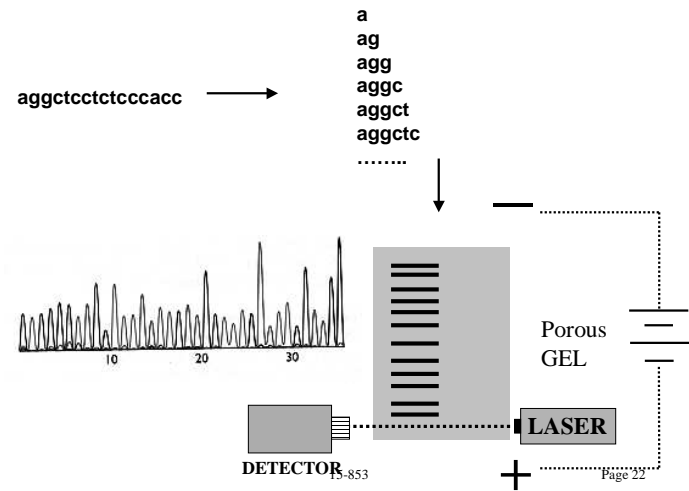 a
ag
agg
aggc
aggct
aggctc
........
aggctcctctcccacc
10 20 30
Porous
GEL
LASER
DETECTOR
15-853
Page 22